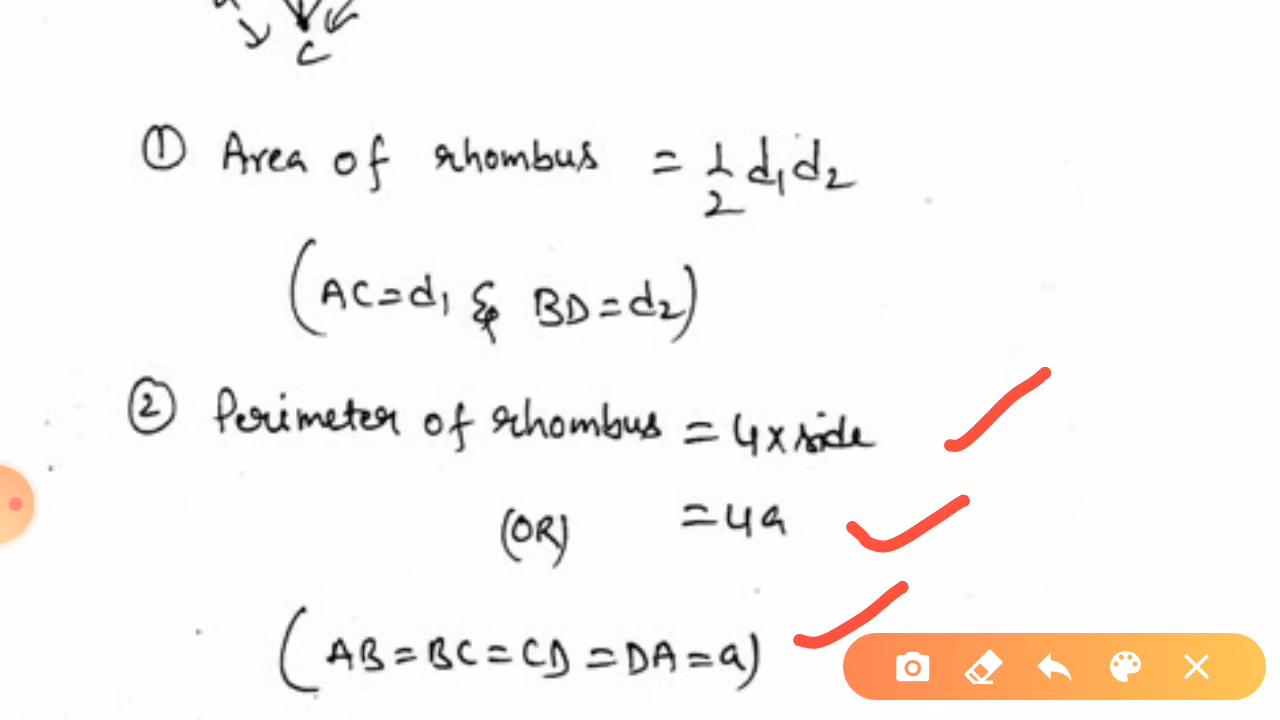 C
① Area of rhombus = 1/2 d₁d₂
(AC=d₁ & BD=d₂)
② Perimeter of rhombus = 4×side
(OR) =4a
(AB=BC=CD=DA=a)